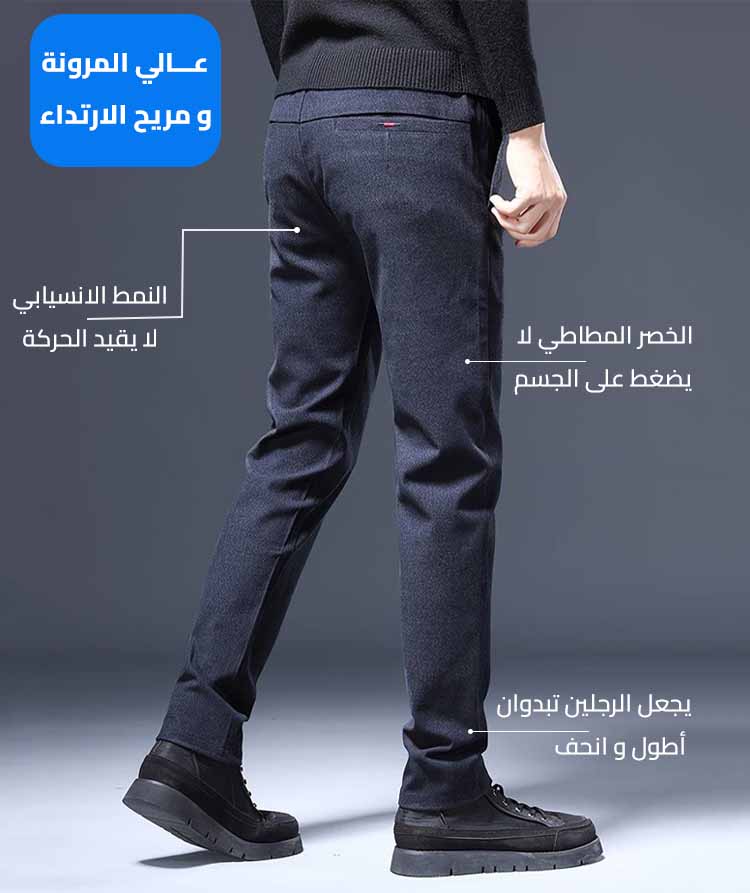 عـــالي المرونة
و مريح الارتداء
النمط الانسيابي
لا يقيد الحركة
الخصر المطاطي لا
يضغط على الجسم
يجعل الرجلين تبدوان
أطول و انحف